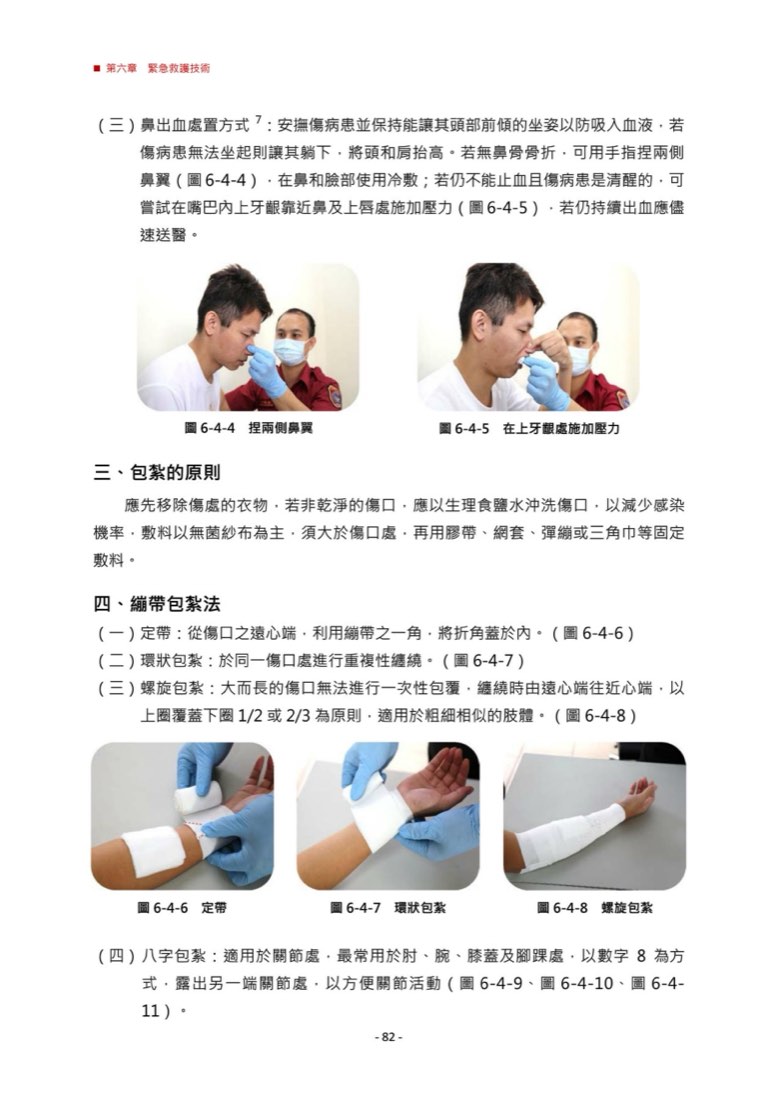 ■ 第六章 緊急救護技術
（三）鼻出血處置方式 7：安撫傷病患並保持能讓其頭部前傾的坐姿以防吸入血液，若
傷病患無法坐起則讓其躺下，將頭和肩抬高。若無鼻骨骨折，可用手指捏兩側
鼻翼（圖 6-4-4），在鼻和臉部使用冷敷；若仍不能止血且傷病患是清醒的，可
嘗試在嘴巴內上牙齦靠近鼻及上唇處施加壓力（圖 6-4-5），若仍持續出血應儘
速送醫。
圖 6-4-4 捏兩側鼻翼
圖 6-4-5 在上牙齦處施加壓力
三、包紮的原則
應先移除傷處的衣物，若非乾淨的傷口，應以生理食鹽水沖洗傷口，以減少感染
機率，敷料以無菌紗布為主，須大於傷口處，再用膠帶、網套、彈繃或三角巾等固定
敷料。
四、繃帶包紮法
（一）定帶：從傷口之遠心端，利用繃帶之一角，將折角蓋於內。（圖 6-4-6）
（二）環狀包紮：於同一傷口處進行重複性纏繞。（圖 6-4-7）
（三）螺旋包紮：大而長的傷口無法進行一次性包覆，纏繞時由遠心端往近心端，以
上圈覆蓋下圈 1/2 或 2/3 為原則，適用於粗細相似的肢體。（圖 6-4-8）
圖 6-4-6 定帶
圖 6-4-7 環狀包紮
圖 6-4-8 螺旋包紮
（四）八字包紮：適用於關節處，最常用於肘、腕、膝蓋及腳踝處，以數字 8 為方
式，露出另一端關節處，以方便關節活動（圖 6-4-9、圖 6-4-10、圖 6-4-
11）。
- 82 -